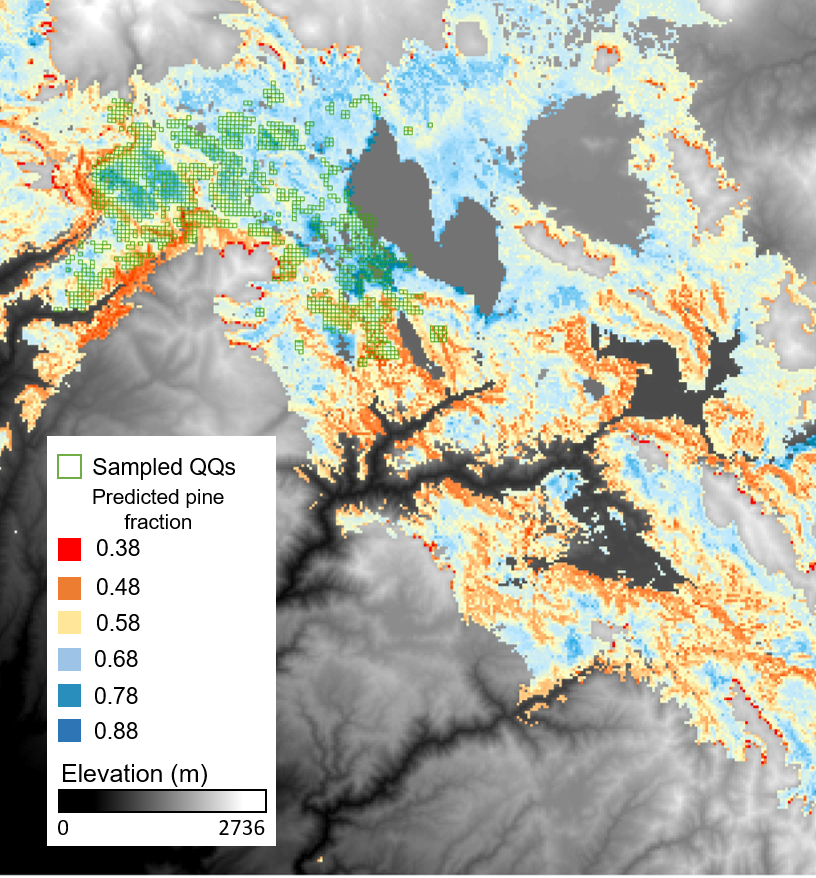 Sampled QQs
Predicted pine
fraction
0.38
0.48
0.58
0.68
0.78
0.88
Elevation (m)
0 2736